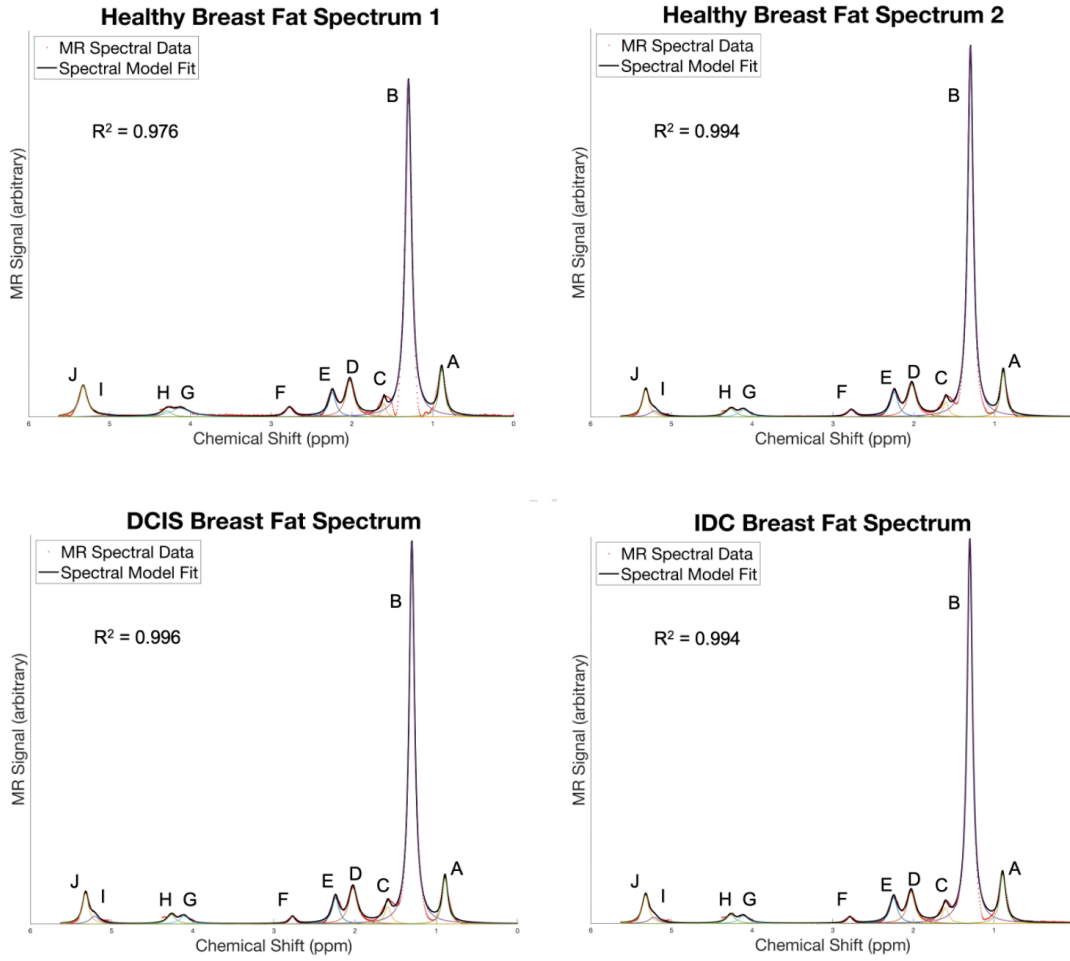 Healthy Breast Fat Spectrum 1
MR Spectral Data
Spectral Model Fit
R² = 0.976
B
A
C
D
E
F
G
H
I
J
6 5 4 3 2 1 0
Chemical Shift (ppm)
MR Signal (arbitrary)
Healthy Breast Fat Spectrum 2
MR Spectral Data
Spectral Model Fit
R² = 0.994
B
A
C
D
E
F
G
H
I
J
6 5 4 3 2 1
Chemical Shift (ppm)
MR Signal (arbitrary)
DCIS Breast Fat Spectrum
MR Spectral Data
Spectral Model Fit
R² = 0.996
B
A
C
D
E
F
G
H
I
J
6 5 4 3 2 1 0
Chemical Shift (ppm)
MR Signal (arbitrary)
IDC Breast Fat Spectrum
MR Spectral Data
Spectral Model Fit
R² = 0.994
B
A
C
D
E
F
G
H
I
J
6 5 4 3 2 1
Chemical Shift (ppm)
MR Signal (arbitrary)